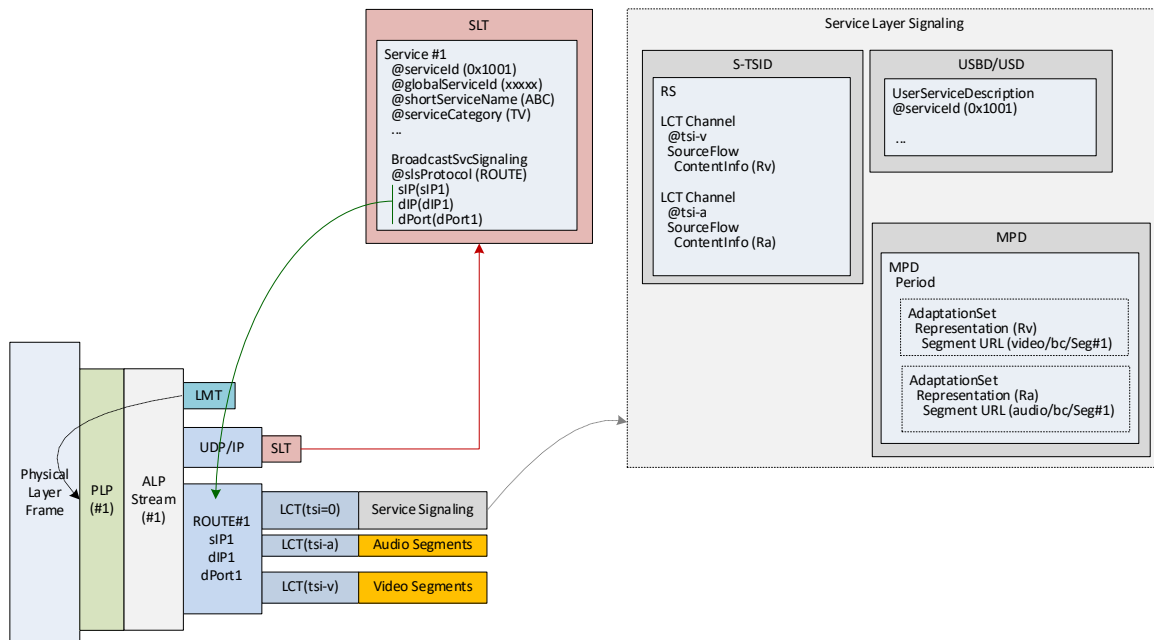 SLT
Service #1
@serviceId (0x1001)
@globalServiceId (xxxxx)
@shortServiceName (ABC)
@serviceCategory (TV)
...
BroadcastSvcSignaling
@slsProtocol (ROUTE)
sIP(sIP1)
dIP(dIP1)
dPort(dPort1)
Service Layer Signaling
S-TSID
RS
LCT Channel
@tsi-v
SourceFlow
ContentInfo (Rv)
LCT Channel
@tsi-a
SourceFlow
ContentInfo (Ra)
USBD/USD
UserServiceDescription
@serviceId (0x1001)
...
MPD
MPD
Period
AdaptationSet
Representation (Rv)
Segment URL (video/bc/Seg#1)
AdaptationSet
Representation (Ra)
Segment URL (audio/bc/Seg#1)
Physical
Layer
Frame
PLP
(#1)
ALP
Stream
(#1)
LMT
UDP/IP
SLT
ROUTE#1
sIP1
dIP1
dPort1
LCT(tsi=0)
Service Signaling
LCT(tsi-a)
Audio Segments
LCT(tsi-v)
Video Segments